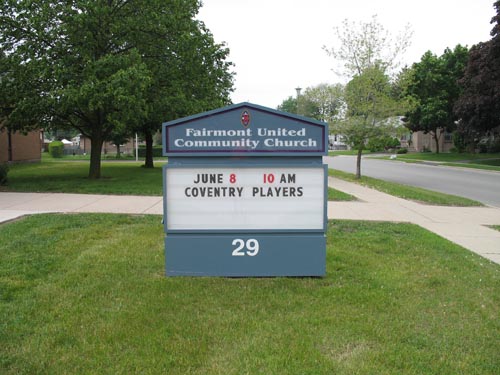 Fairmont United
Community Church
JUNE 8 10 AM
COVENTRY PLAYERS
29